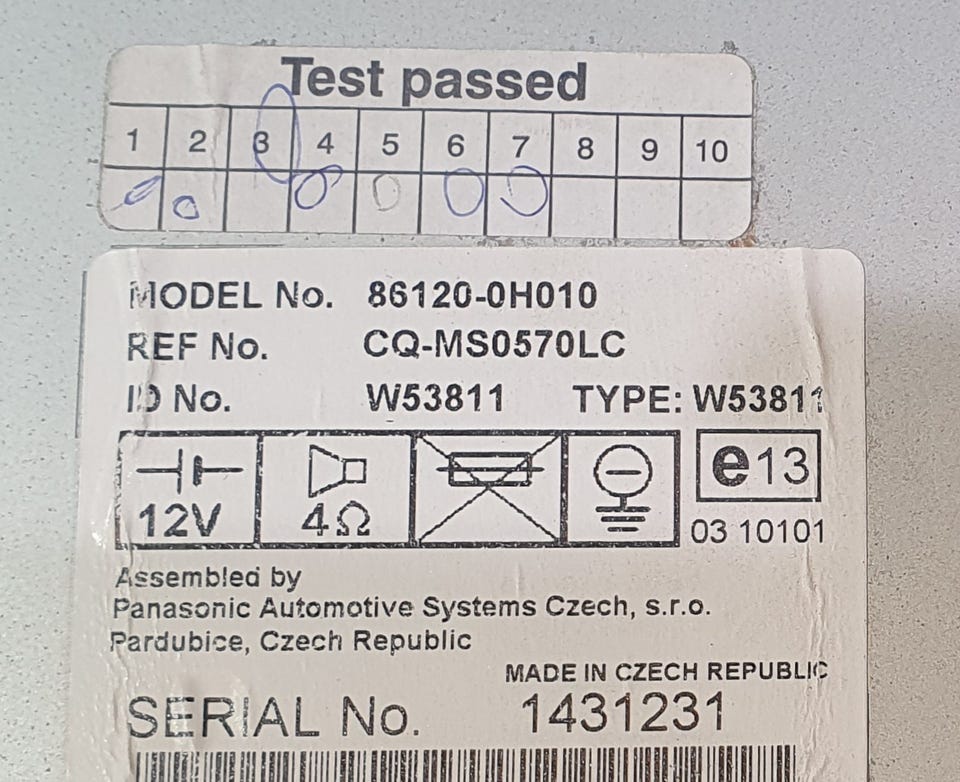 Test passed
1 2 3 4 5 6 7 8 9 10
MODEL No. 86120-0H010
REF No. CQ-MS0570LC
ID No. W53811 TYPE: W53811
12V 4Ω e13
03 10101
Assembled by
Panasonic Automotive Systems Czech, s.r.o.
Pardubice, Czech Republic
MADE IN CZECH REPUBLIC
SERIAL No. 1431231